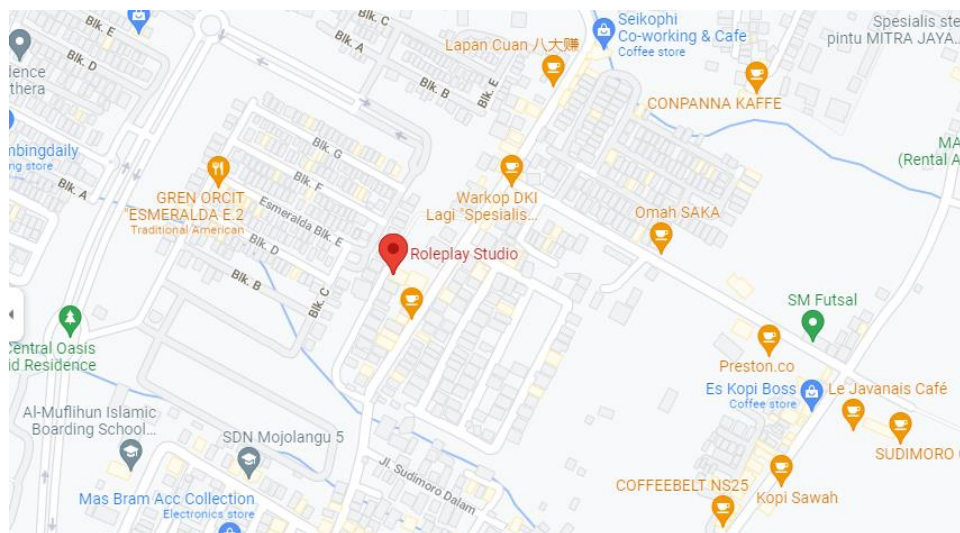 Blk. E
Blk. D
dence
thera
Blk. A
Blk. B
Blk. E
Lapan Cuan 八大赚
Seikophi
Co-working & Cafe
Coffee store
Spesialis ste
pintu MITRA JAYA...
CONPANNA KAFFE
mbingdaily
ng store
Blk. A
Blk. G
Blk. F
GREN ORCIT
"ESMERALDA E.2
Traditional American
Esmeralda Blk. E
Blk. D
Blk. B
Blk. C
Warkop DKI
Lagi "Spesialis...
Omah SAKA
MA
(Rental A
Roleplay Studio
SM Futsal
Central Oasis
id Residence
Preston.co
Es Kopi Boss
Coffee store
Le Javanais Café
SUDIMORO
Al-Muflihun Islamic
Boarding School...
SDN Mojolangu 5
Jl. Sudimoro Dalam
COFFEEBELT NS25
Kopi Sawah
Mas Bram Acc Collection
Electronics store